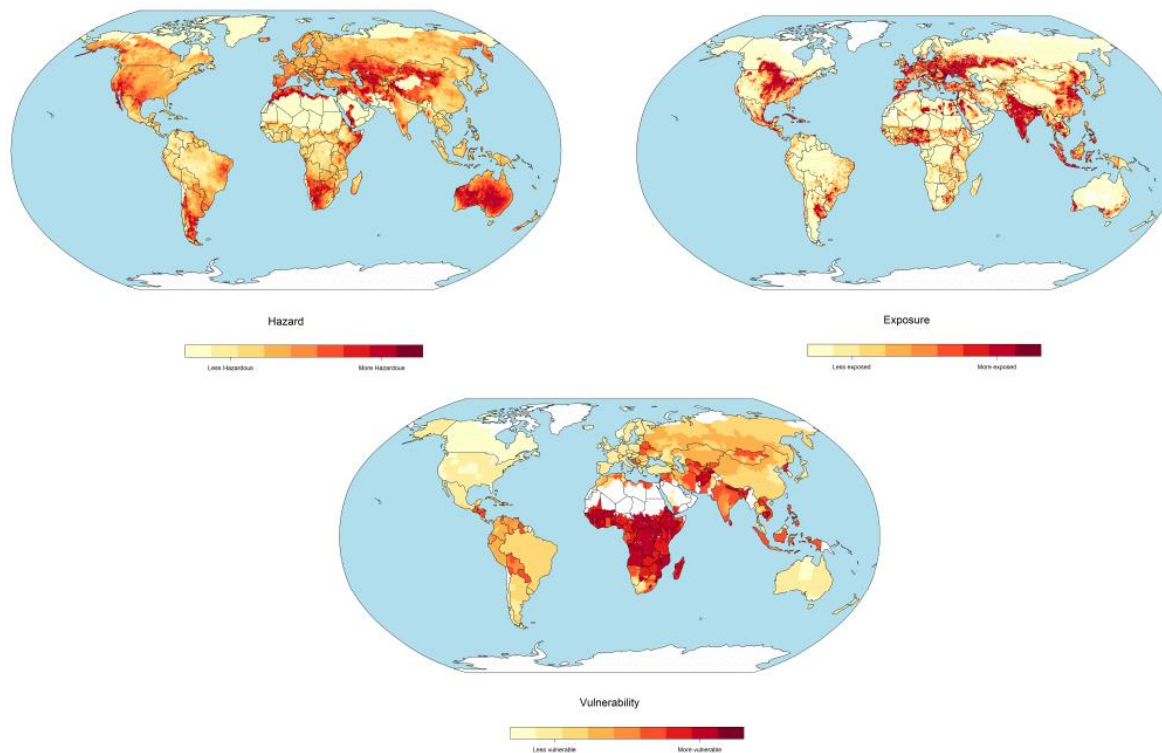 Hazard
Less Hazardous More Hazardous
Exposure
Less exposed More exposed
Vulnerability
Less vulnerable More vulnerable